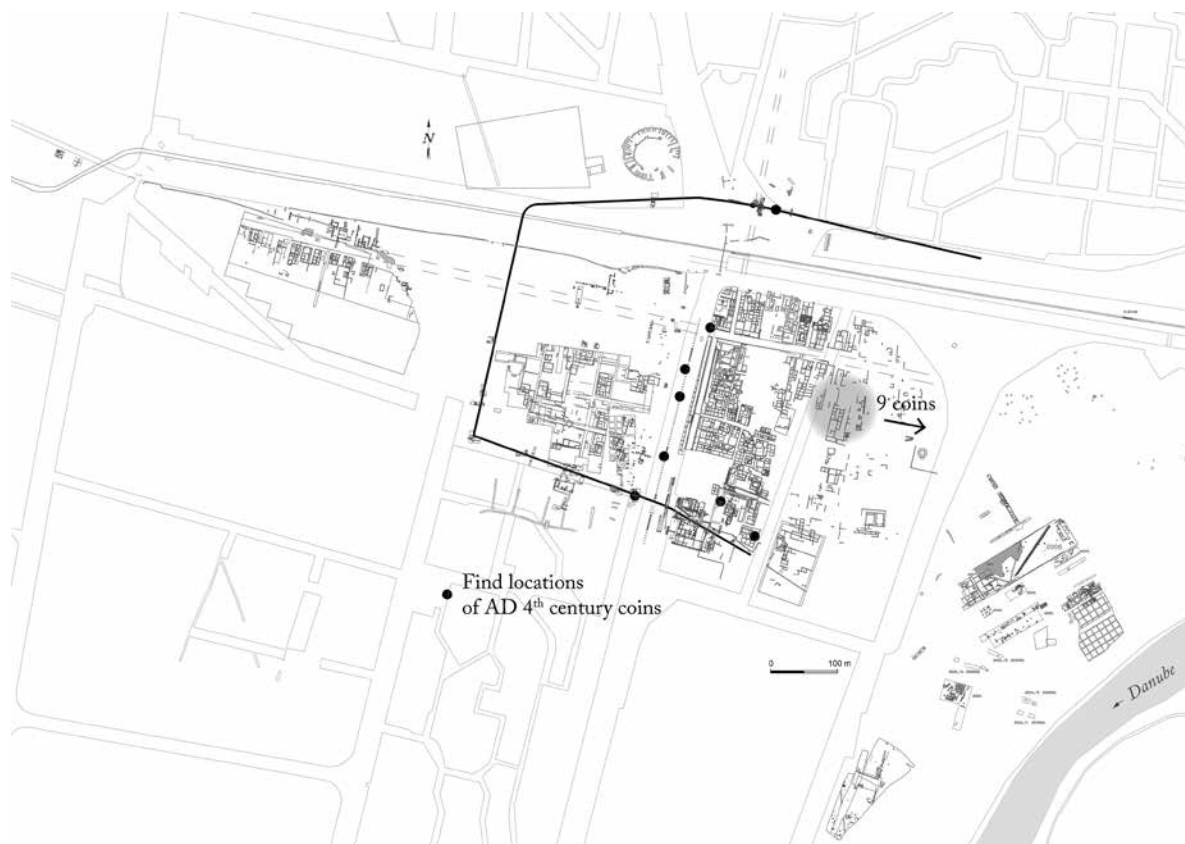 N
9 coins
Find locations
of AD 4th century coins
0 100 m
Danube